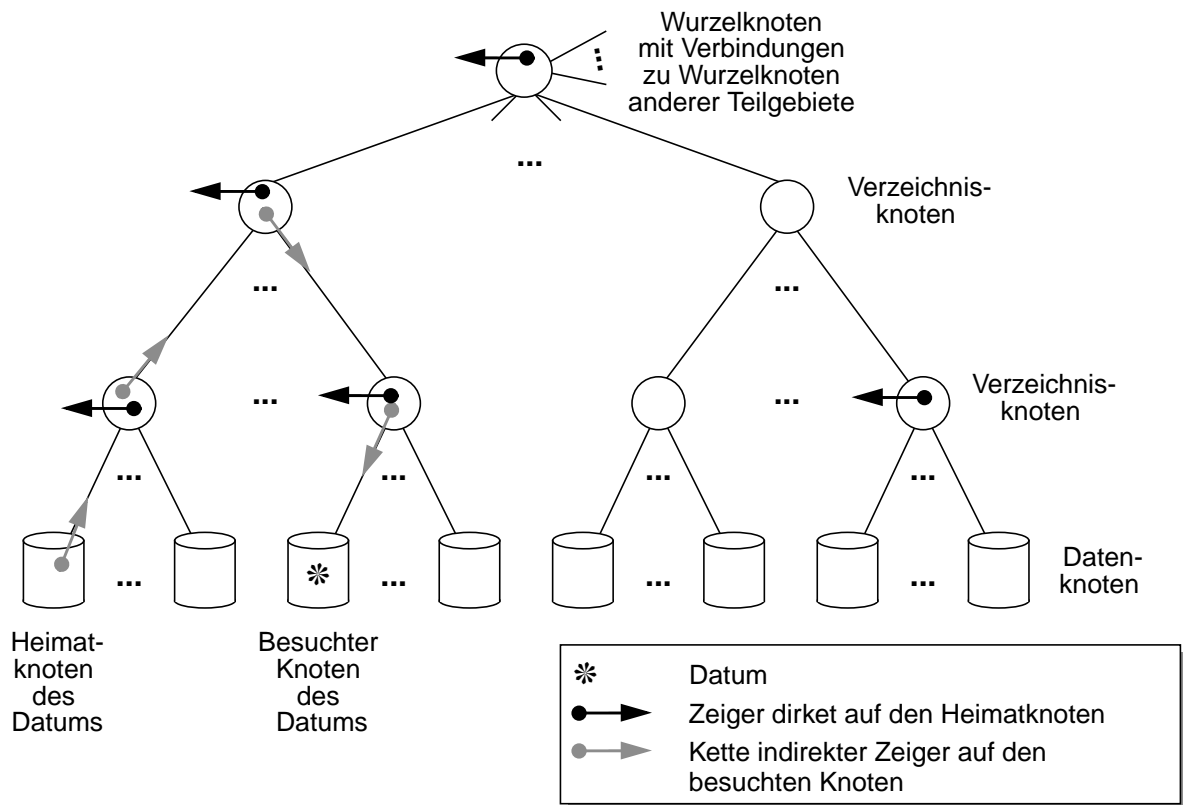 Wurzelknoten
mit Verbindungen
zu Wurzelknoten
anderer Teilgebiete
...
Verzeichnis-
knoten
...
...
...
...
Verzeichnis-
knoten
...
...
...
...
...
...
...
...
Daten-
knoten
Heimat-
knoten
des
Datums
Besuchter
Knoten
des
Datums
Datum
Zeiger dirket auf den Heimatknoten
Kette indirekter Zeiger auf den
besuchten Knoten